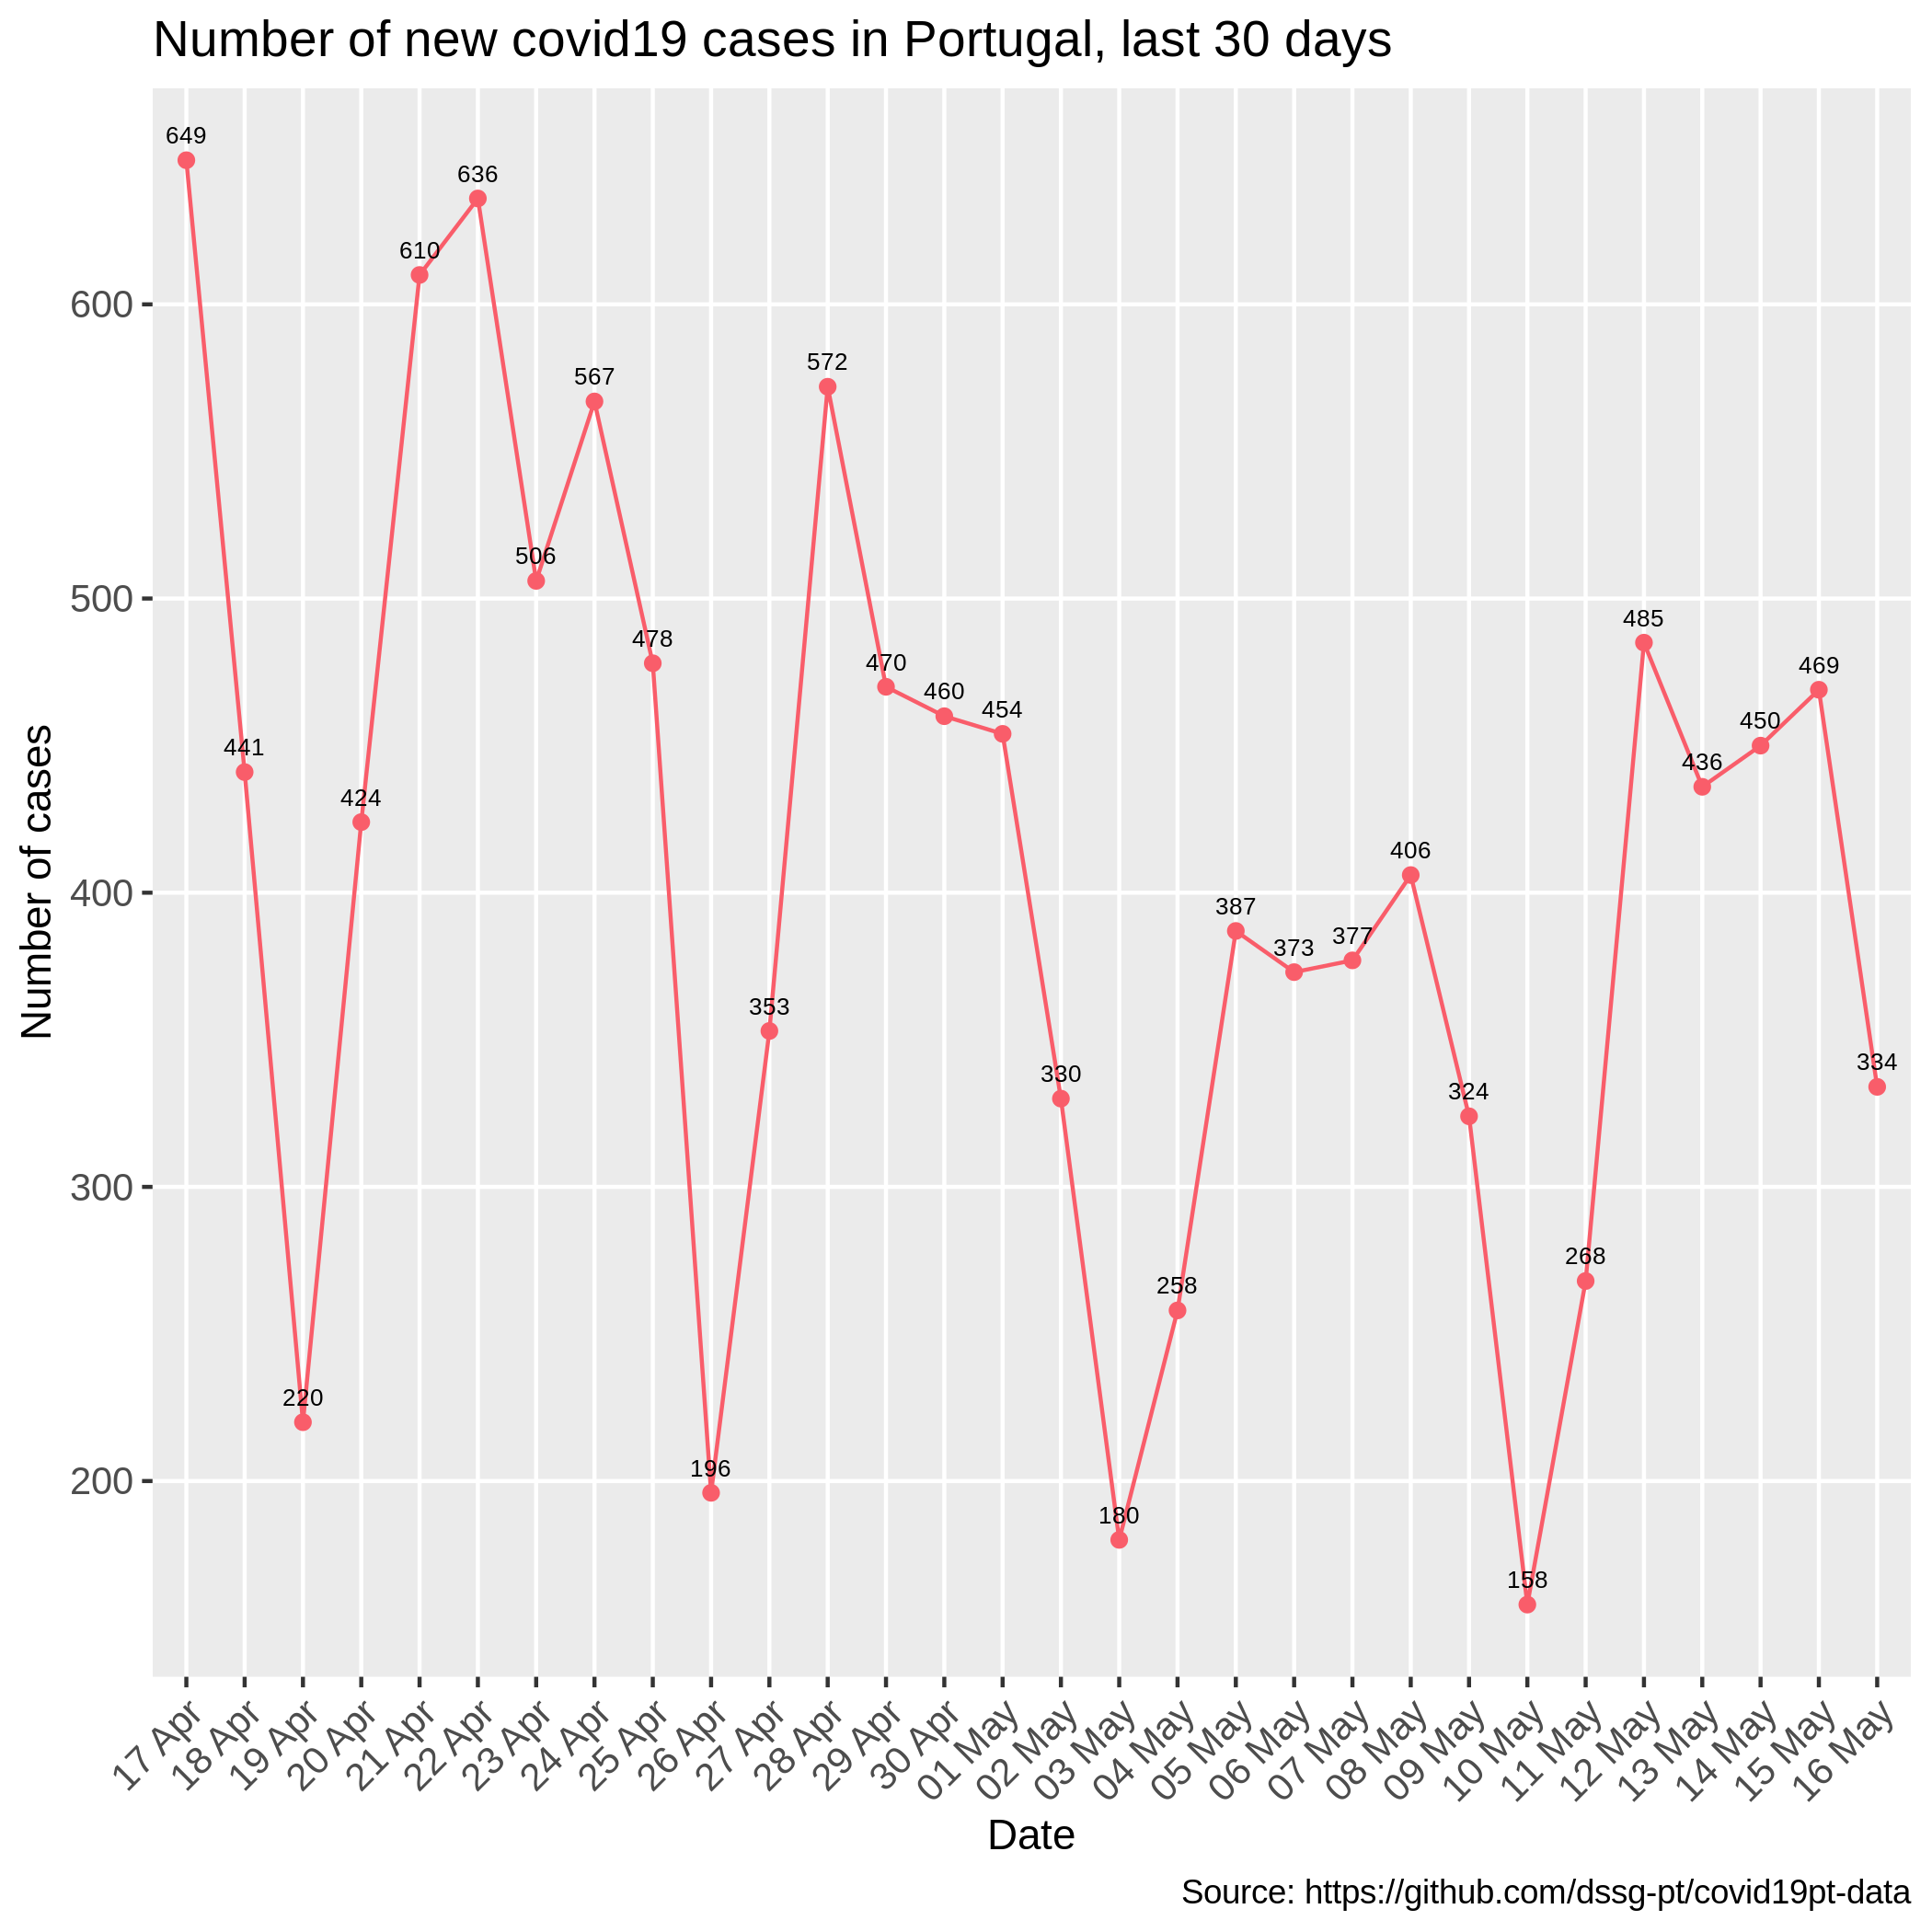 Number of new covid19 cases in Portugal, last 30 days
649
636
610
572
567
506
485
478
470
469
460
454
450
441
436
424
406
387
377
373
353
334
330
324
268
258
220
196
180
158
600
500
400
300
200
Number of cases
17 Apr
18 Apr
19 Apr
20 Apr
21 Apr
22 Apr
23 Apr
24 Apr
25 Apr
26 Apr
27 Apr
28 Apr
29 Apr
30 Apr
01 May
02 May
03 May
04 May
05 May
06 May
07 May
08 May
09 May
10 May
11 May
12 May
13 May
14 May
15 May
16 May
Date
Source: https://github.com/dssg-pt/covid19pt-data